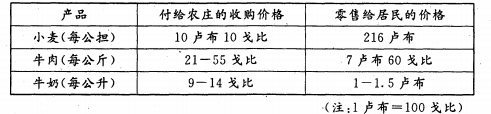 产品 付给农庄的收购价格 零售给居民的价格
小麦(每公担) 10卢布10戈比 216卢布
牛肉(每公斤) 21-55戈比 7卢布60戈比
牛奶(每公升) 9-14戈比 1-1.5卢布
(注:1卢布=100戈比)